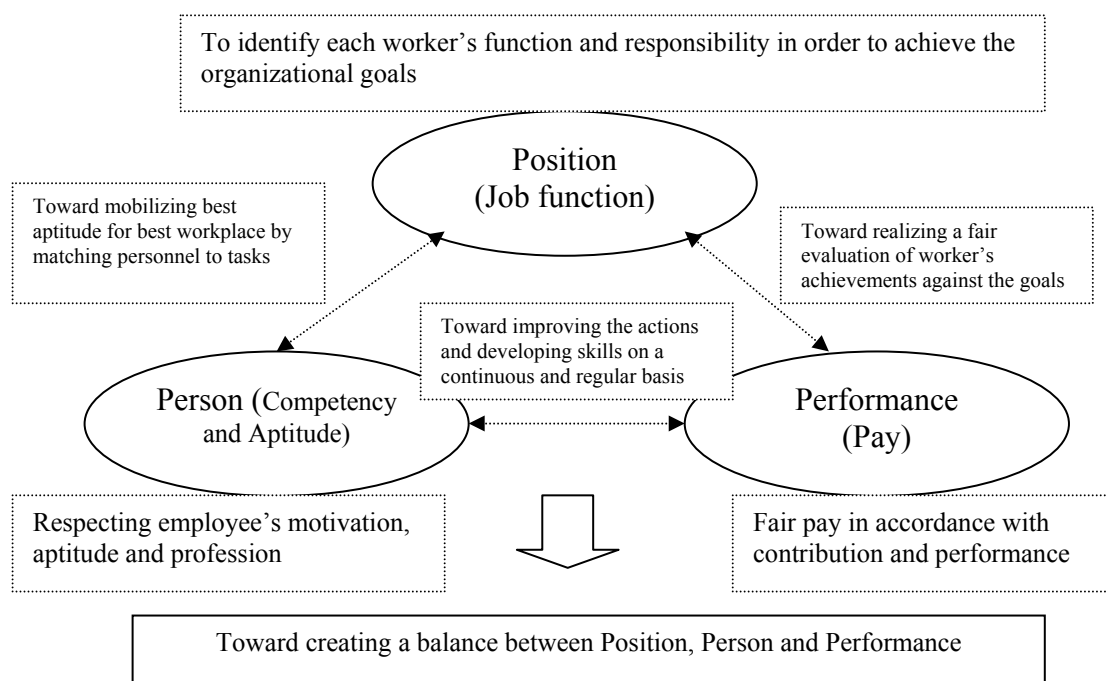 To identify each worker’s function and responsibility in order to achieve the
organizational goals
Position
(Job function)
Toward mobilizing best
aptitude for best workplace by
matching personnel to tasks
Toward realizing a fair
evaluation of worker’s
achievements against the goals
Toward improving the actions
and developing skills on a
continuous and regular basis
Person (Competency
and Aptitude)
Performance
(Pay)
Respecting employee’s motivation,
aptitude and profession
Fair pay in accordance with
contribution and performance
Toward creating a balance between Position, Person and Performance